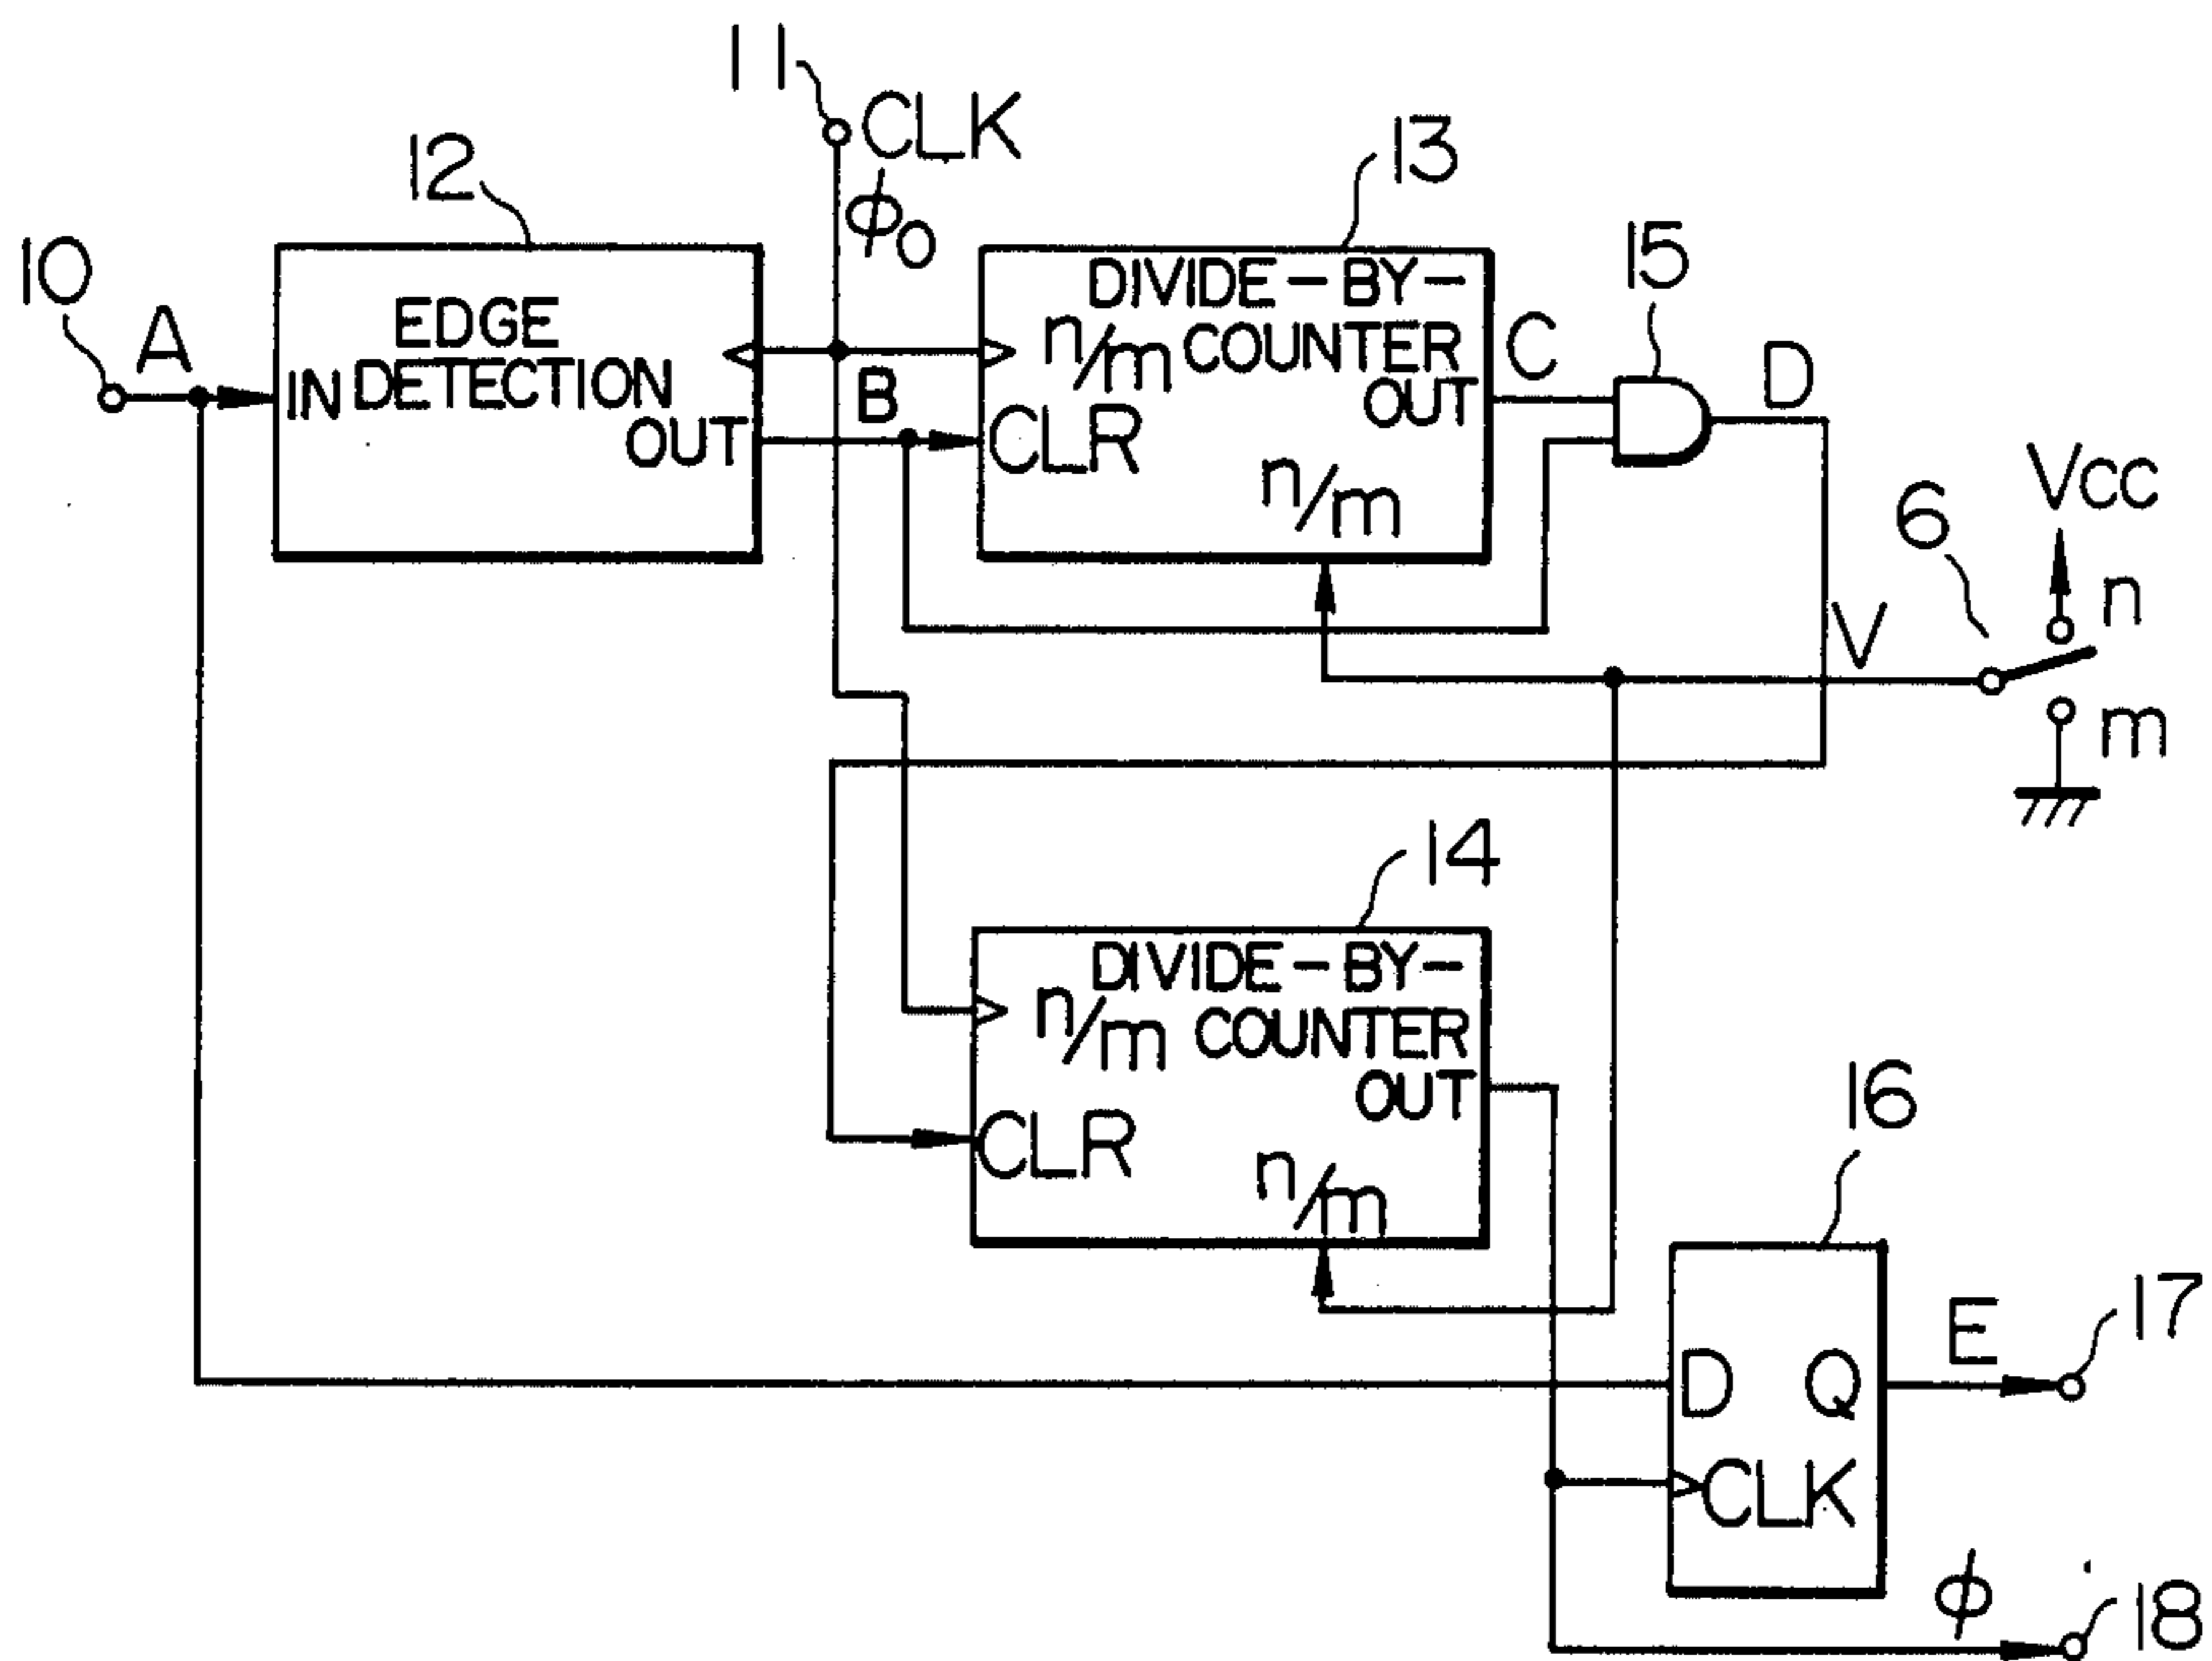 11
CLK
ϕ0
12
13
10
A
EDGE
IN DETECTION
OUT
B
DIVIDE-BY-
n/m COUNTER
OUT
CLR
n/m
C
15
D
6
Vcc
n
V
m
14
DIVIDE-BY-
n/m COUNTER
OUT
CLR
n/m
16
D Q
CLK
E
17
ϕ
18